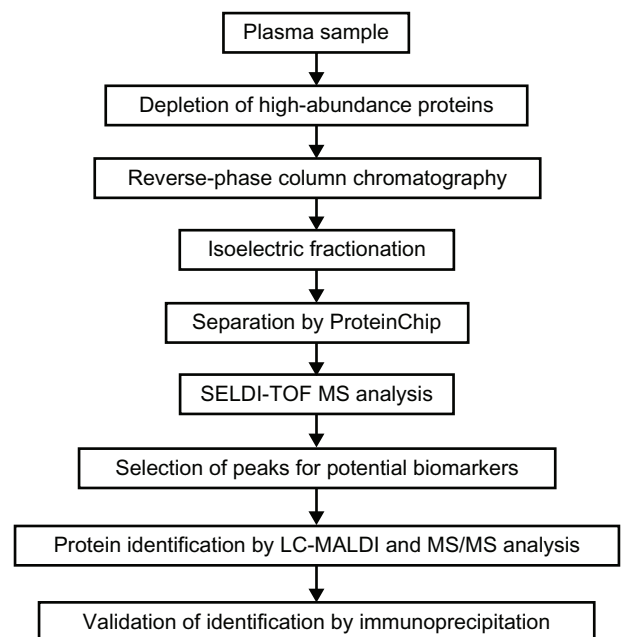 Plasma sample
Depletion of high-abundance proteins
Reverse-phase column chromatography
Isoelectric fractionation
Separation by ProteinChip
SELDI-TOF MS analysis
Selection of peaks for potential biomarkers
Protein identification by LC-MALDI and MS/MS analysis
Validation of identification by immunoprecipitation